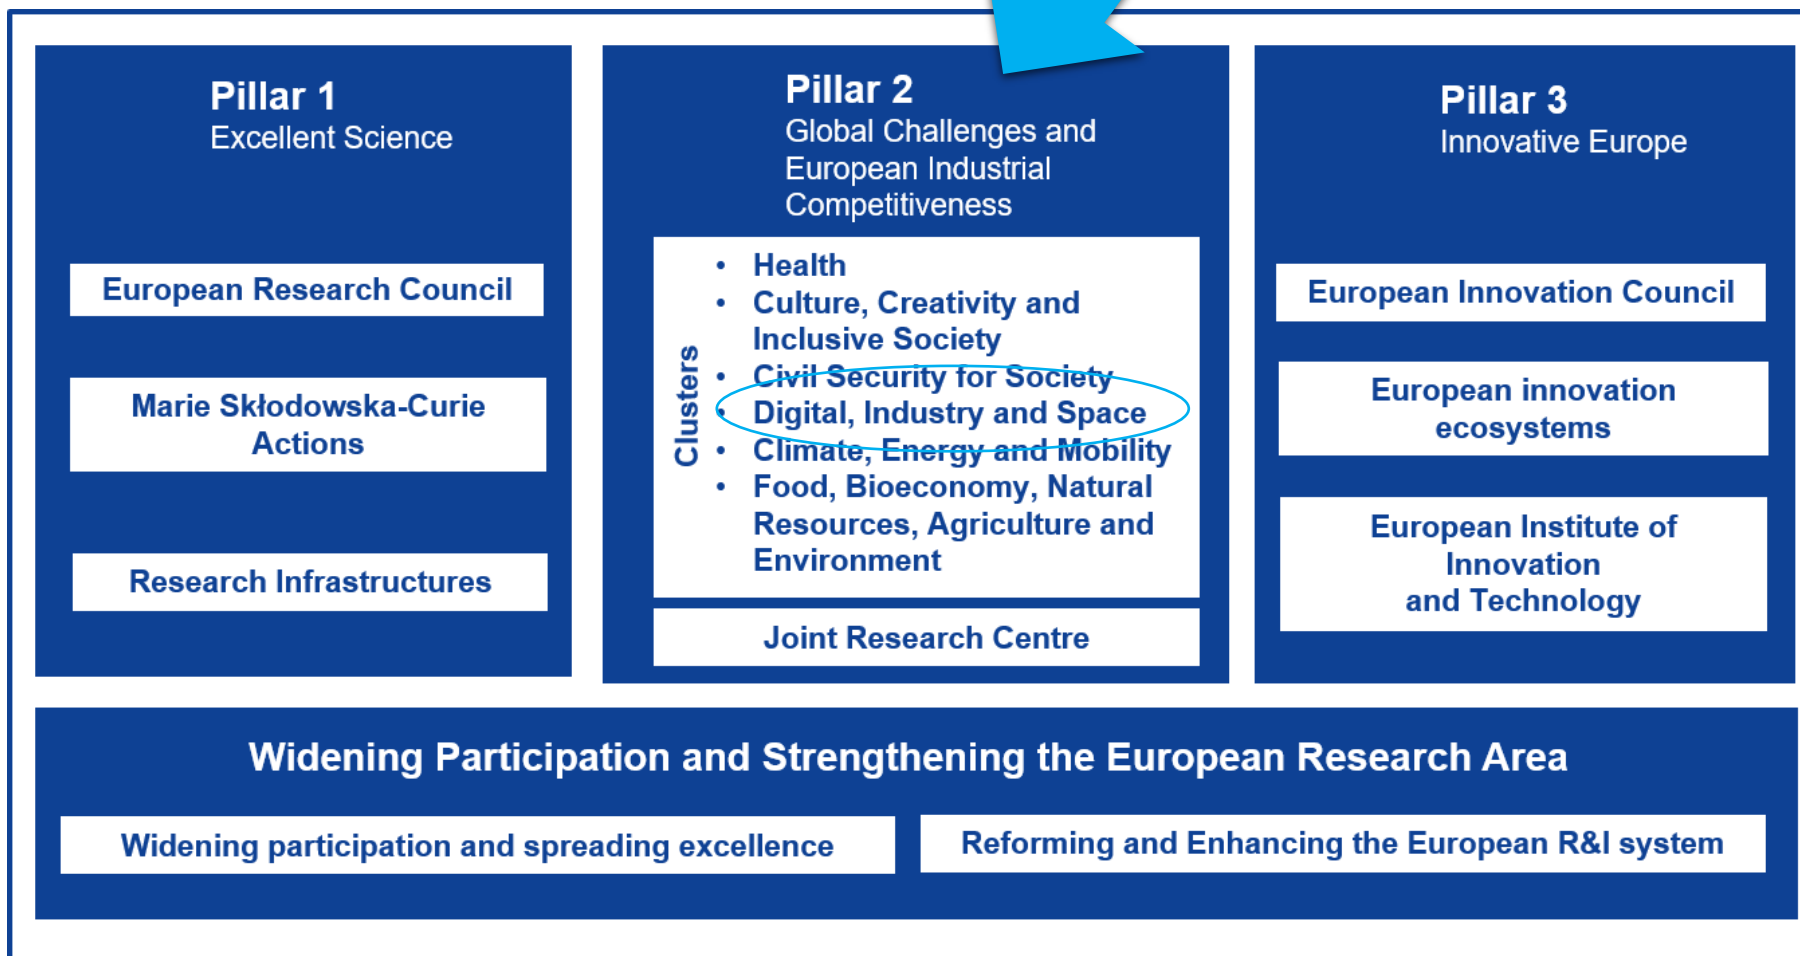 Pillar 1
Excellent Science
European Research Council
Marie Skłodowska-Curie
Actions
Research Infrastructures
Pillar 2
Global Challenges and
European Industrial
Competitiveness
Clusters
• Health
• Culture, Creativity and
Inclusive Society
• Civil Security for Society
• Digital, Industry and Space
• Climate, Energy and Mobility
• Food, Bioeconomy, Natural
Resources, Agriculture and
Environment
Joint Research Centre
Pillar 3
Innovative Europe
European Innovation Council
European innovation
ecosystems
European Institute of
Innovation
and Technology
Widening Participation and Strengthening the European Research Area
Widening participation and spreading excellence
Reforming and Enhancing the European R&I system